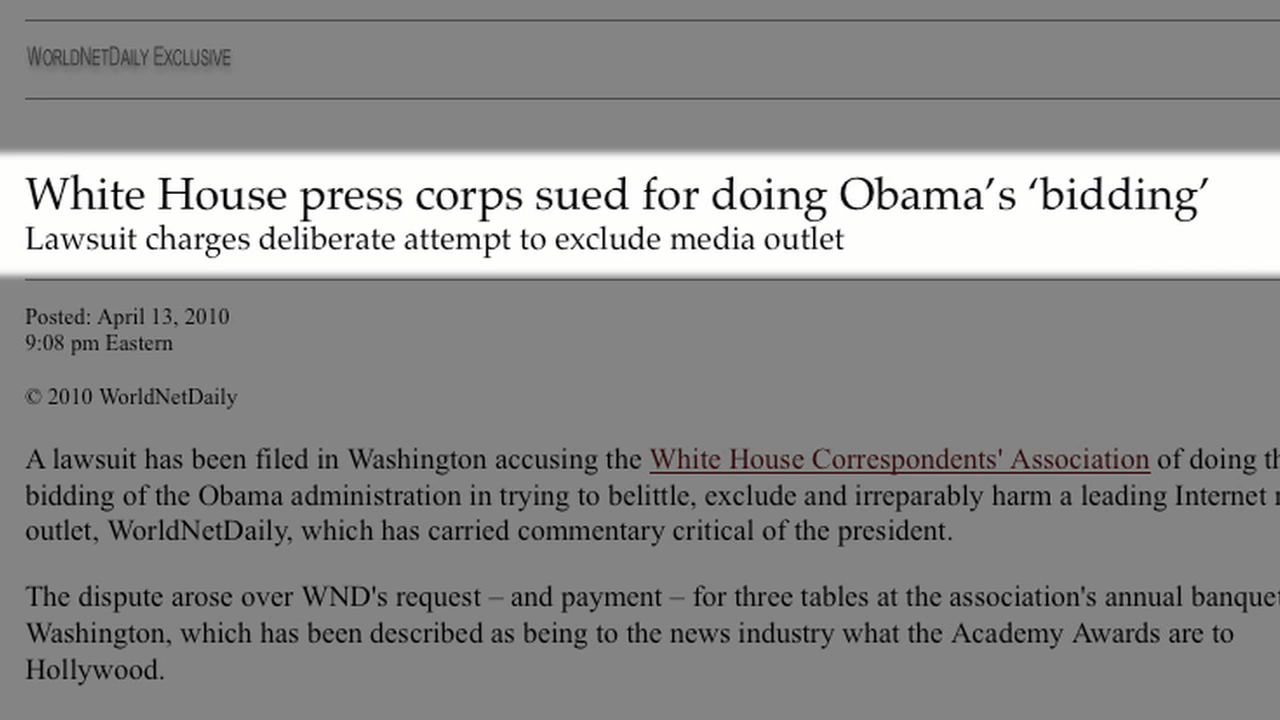 WORLDNETDAILY EXCLUSIVE
White House press corps sued for doing Obama’s ‘bidding’
Lawsuit charges deliberate attempt to exclude media outlet
Posted: April 13, 2010
9:08 pm Eastern
© 2010 WorldNetDaily
A lawsuit has been filed in Washington accusing the White House Correspondents' Association of doing
bidding of the Obama administration in trying to belittle, exclude and irreparably harm a leading Internet
outlet, WorldNetDaily, which has carried commentary critical of the president.
The dispute arose over WND's request – and payment – for three tables at the association's annual banquet
Washington, which has been described as being to the news industry what the Academy Awards are to
Hollywood.